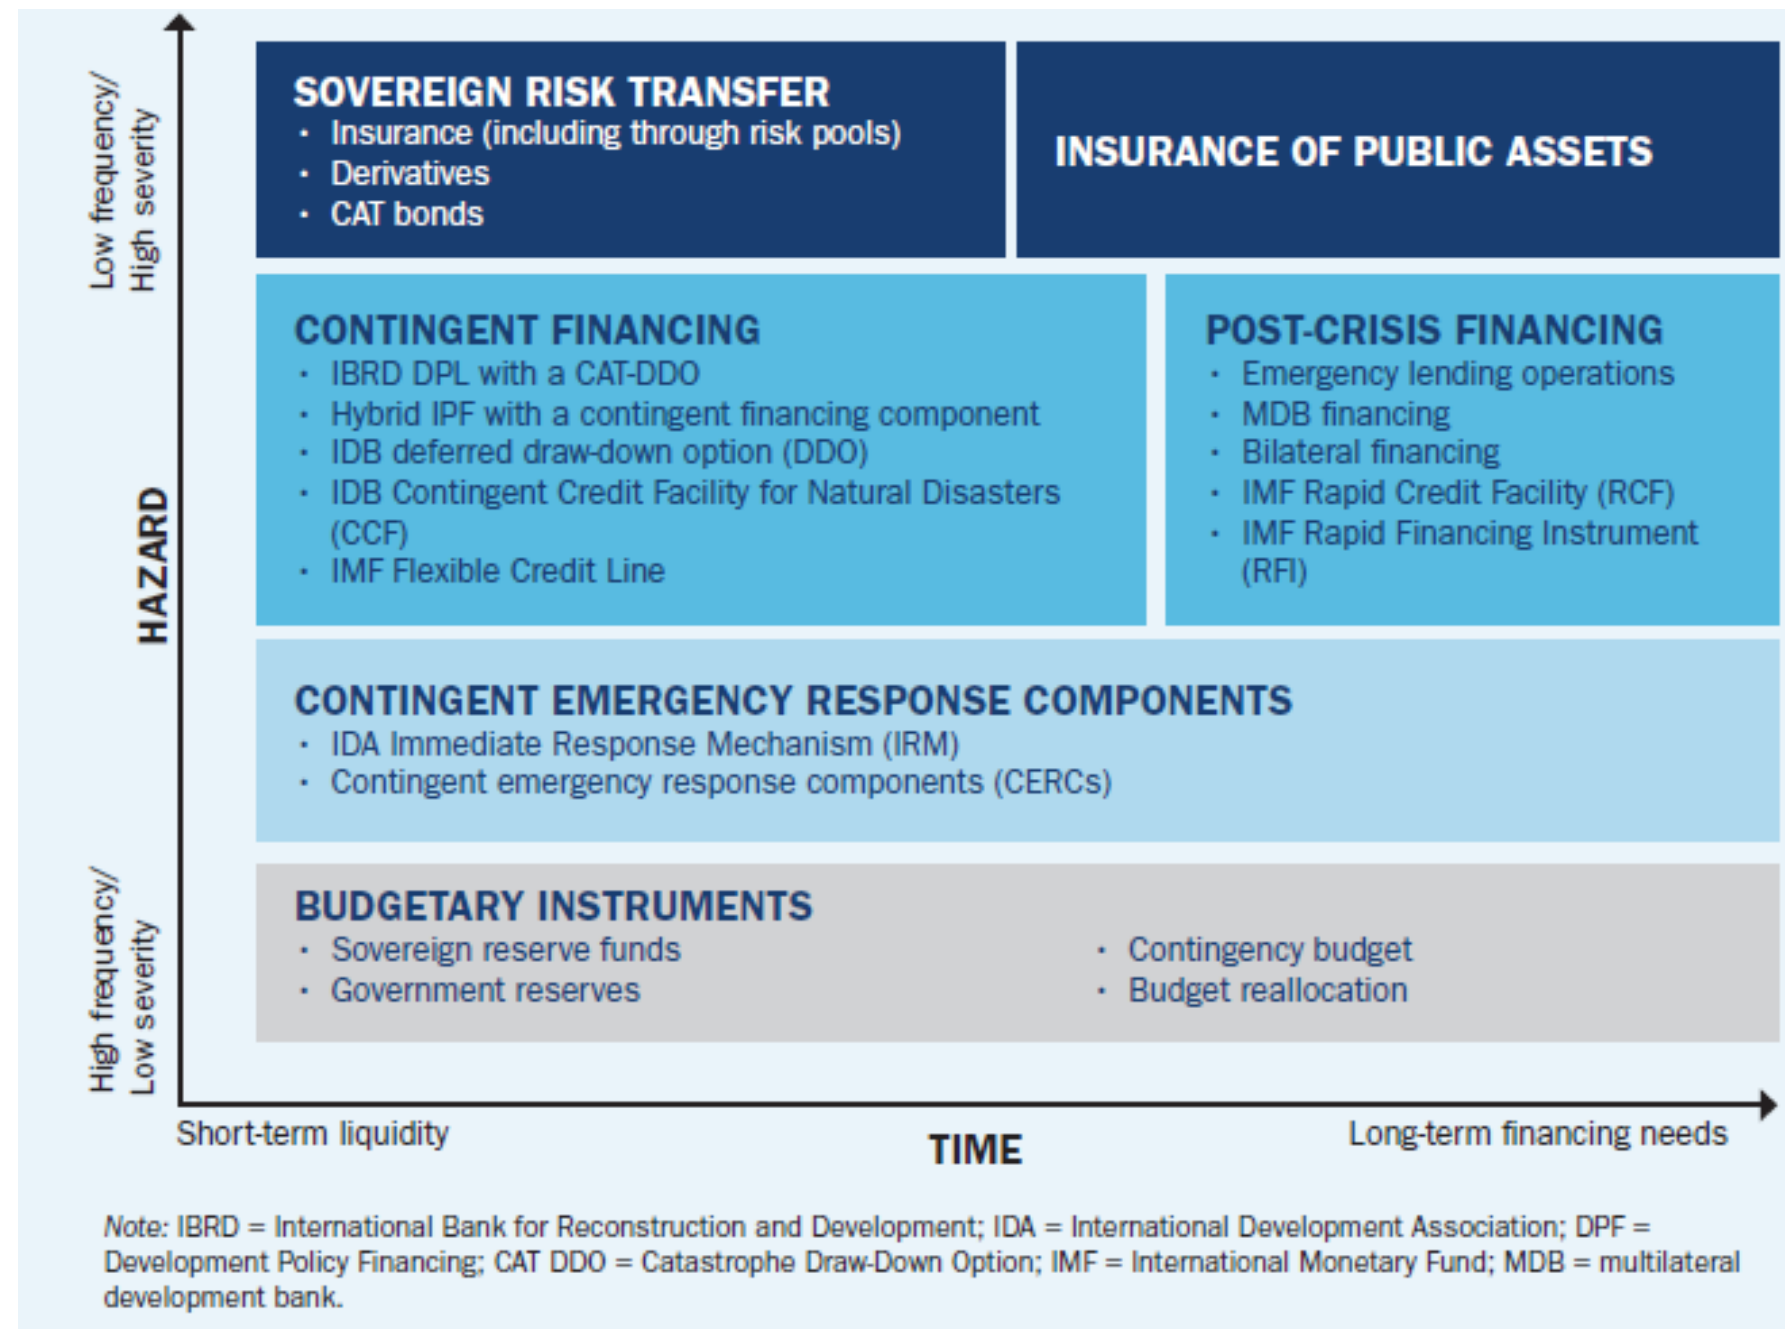 Low frequency/
High severity
SOVEREIGN RISK TRANSFER
· Insurance (including through risk pools)
· Derivatives
· CAT bonds
INSURANCE OF PUBLIC ASSETS
HAZARD
CONTINGENT FINANCING
· IBRD DPL with a CAT-DDO
· Hybrid IPF with a contingent financing component
· IDB deferred draw-down option (DDO)
· IDB Contingent Credit Facility for Natural Disasters
(CCF)
· IMF Flexible Credit Line
POST-CRISIS FINANCING
· Emergency lending operations
· MDB financing
· Bilateral financing
· IMF Rapid Credit Facility (RCF)
· IMF Rapid Financing Instrument
(RFI)
CONTINGENT EMERGENCY RESPONSE COMPONENTS
· IDA Immediate Response Mechanism (IRM)
· Contingent emergency response components (CERCs)
High frequency/
Low severity
BUDGETARY INSTRUMENTS
· Sovereign reserve funds
· Government reserves
· Contingency budget
· Budget reallocation
Short-term liquidity
TIME
Long-term financing needs
Note: IBRD = International Bank for Reconstruction and Development; IDA = International Development Association; DPF =
Development Policy Financing; CAT DDO = Catastrophe Draw-Down Option; IMF = International Monetary Fund; MDB = multilateral
development bank.